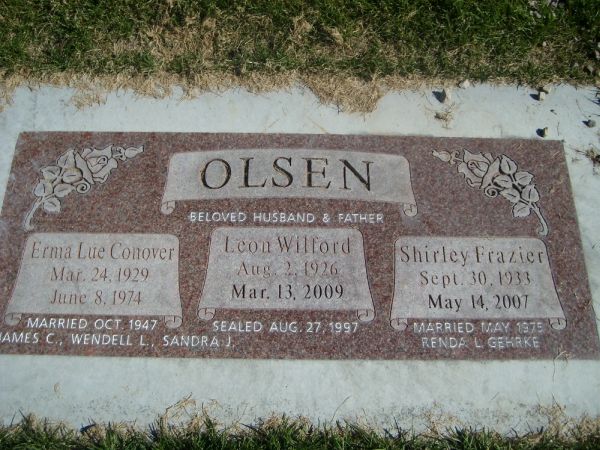 OLSEN
BELOVED HUSBAND & FATHER
Erma Lue Conover
Mar. 24, 1929
June 8, 1974
MARRIED OCT. 1947
JAMES C., WENDELL L., SANDRA J.
Leon Wilford
Aug. 2, 1926
Mar. 13, 2009
SEALED AUG. 27, 1997
Shirley Frazier
Sept. 30, 1933
May 14, 2007
MARRIED MAY 1975
RENDA L. GEHRKE